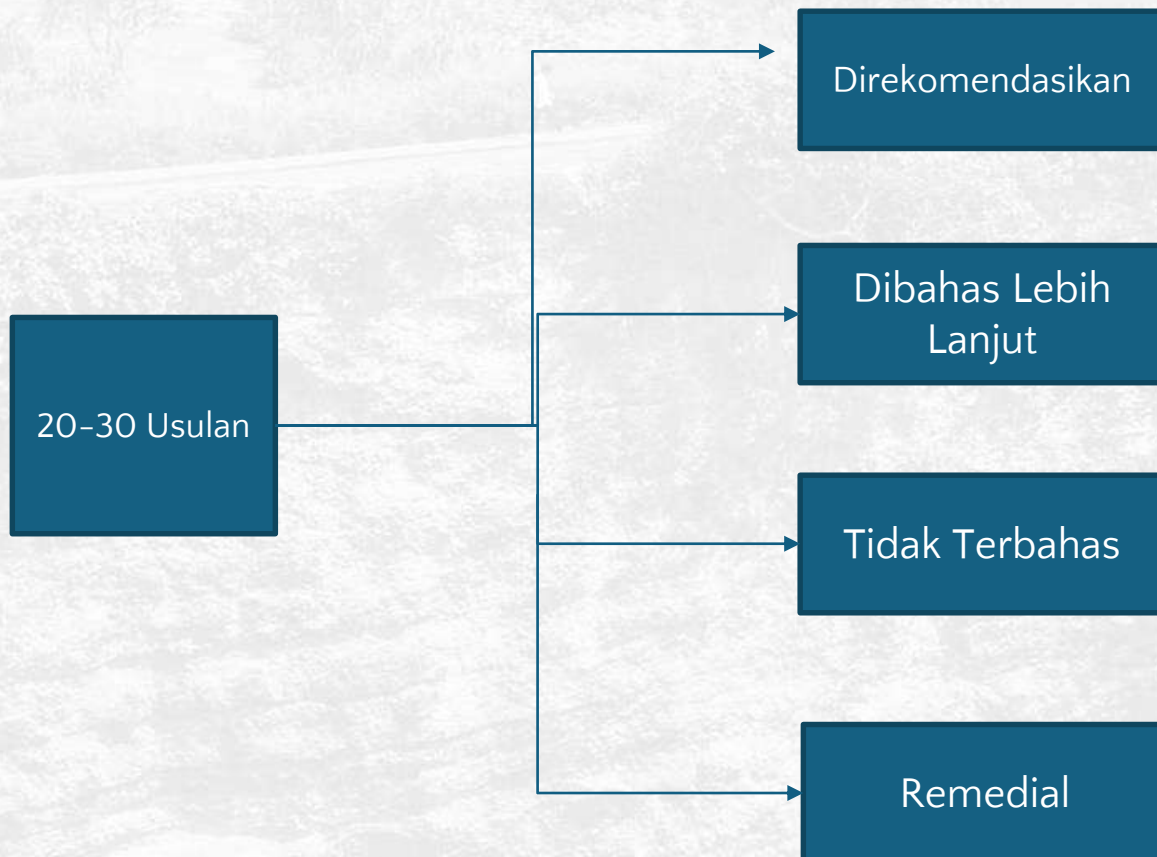 Direkomendasikan
Dibahas Lebih
Lanjut
20-30 Usulan
Tidak Terbahas
Remedial